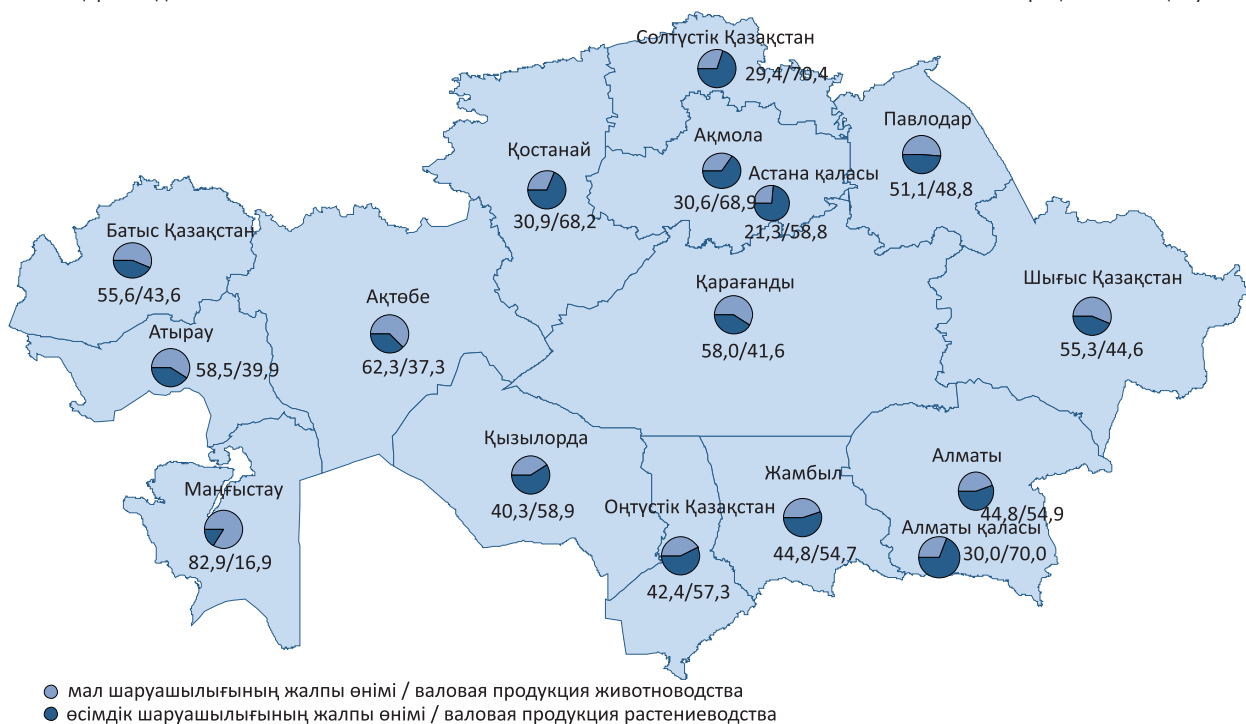 Солтүстік Қазақстан
29,4/70,4
Павлодар
51,1/48,8
Ақмола
30,6/68,9
Астана қаласы
21,3/58,8
Қостанай
30,9/68,2
Батыс Қазақстан
55,6/43,6
Ақтөбе
62,3/37,3
Қарағанды
58,0/41,6
Шығыс Қазақстан
55,3/44,6
Атырау
58,5/39,9
Қызылорда
40,3/58,9
Маңғыстау
82,9/16,9
Оңтүстік Қазақстан
42,4/57,3
Жамбыл
44,8/54,7
Алматы
44,8/54,9
Алматы қаласы
30,0/70,0
мал шаруашылығының жалпы өнімі / валовая продукция животноводства
өсімдік шаруашылығының жалпы өнімі / валовая продукция растениеводства